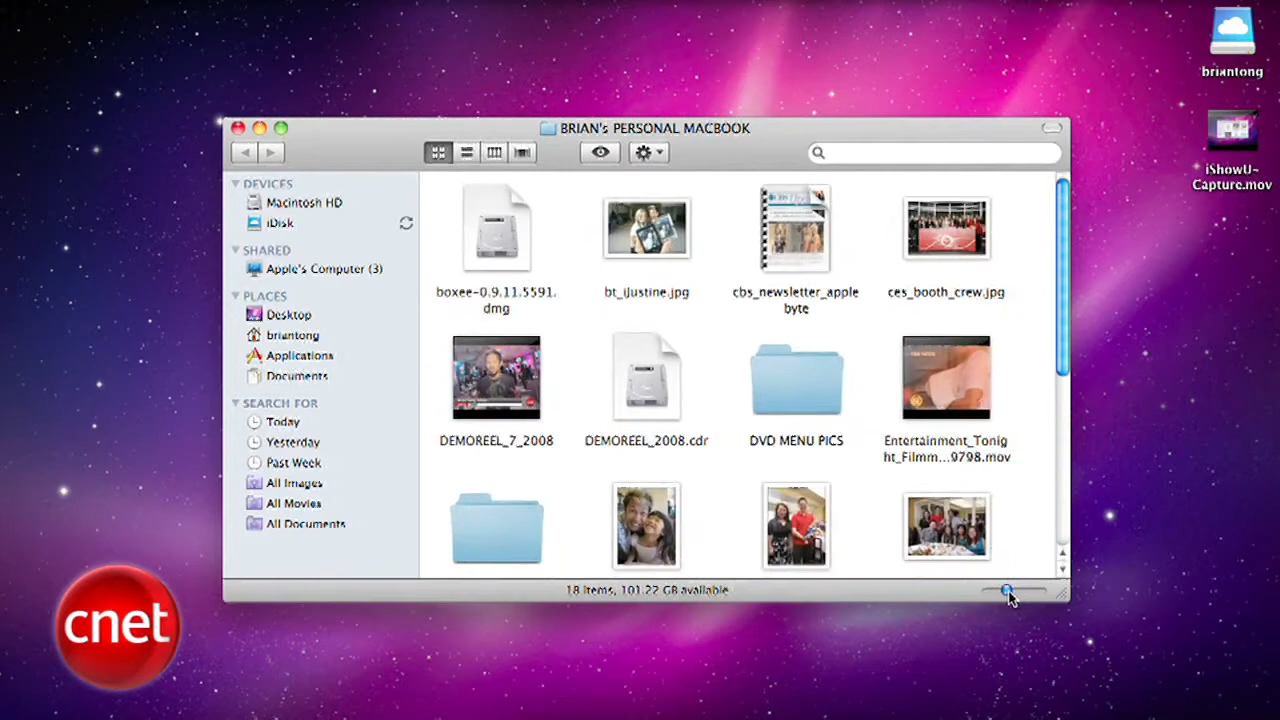 briantong
iShowU-
Capture.mov
BRIAN's PERSONAL MACBOOK
DEVICES
Macintosh HD
iDisk
SHARED
Apple's Computer (3)
PLACES
Desktop
briantong
Applications
Documents
SEARCH FOR
Today
Yesterday
Past Week
All Images
All Movies
All Documents
boxee-0.9.11.5591.
dmg
bt_iJustine.jpg
cbs_newsletter_apple
byte
ces_booth_crew.jpg
DEMOREEL_7_2008
DEMOREEL_2008.cdr
DVD MENU PICS
Entertainment_Tonig
ht_Filmm...9798.mov
18 items, 101.22 GB available
cnet